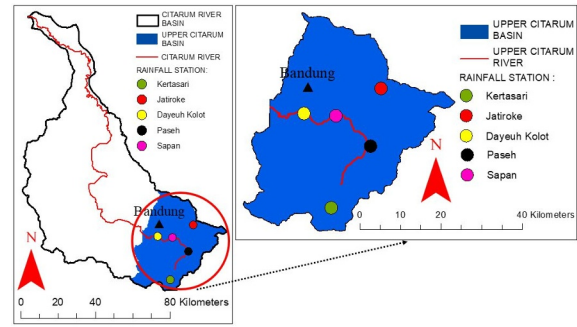 CITARUM RIVER
BASIN
UPPER CITARUM
BASIN
CITARUM RIVER
RAINFALL STATION:
Kertasari
Jatiroke
Dayeuh Kolot
Paseh
Sapan
Bandung
N
0 20 40 80 Kilometers
UPPER CITARUM
BASIN
UPPER CITARUM
RIVER
RAINFALL STATION :
Kertasari
Jatiroke
Dayeuh Kolot
Paseh
Sapan
Bandung
N
0 5 10 20 40 Kilometers